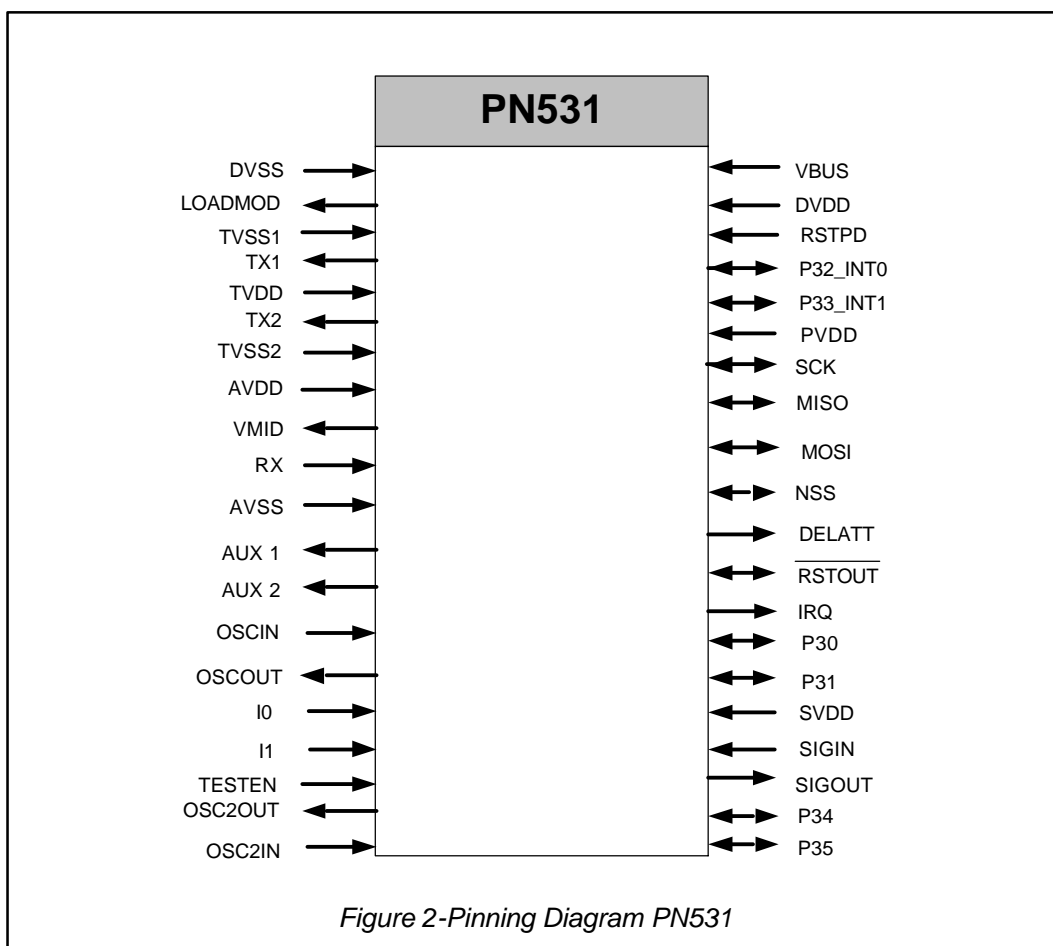 PN531
DVSS
LOADMOD
TVSS1
TX1
TVDD
TX2
TVSS2
AVDD
VMID
RX
AVSS
AUX 1
AUX 2
OSCIN
OSCOUT
I0
I1
TESTEN
OSC2OUT
OSC2IN
VBUS
DVDD
RSTPD
P32_INT0
P33_INT1
PVDD
SCK
MISO
MOSI
NSS
DELATT
RSTOUT
IRQ
P30
P31
SVDD
SIGIN
SIGOUT
P34
P35
Figure 2-Pinning Diagram PN531